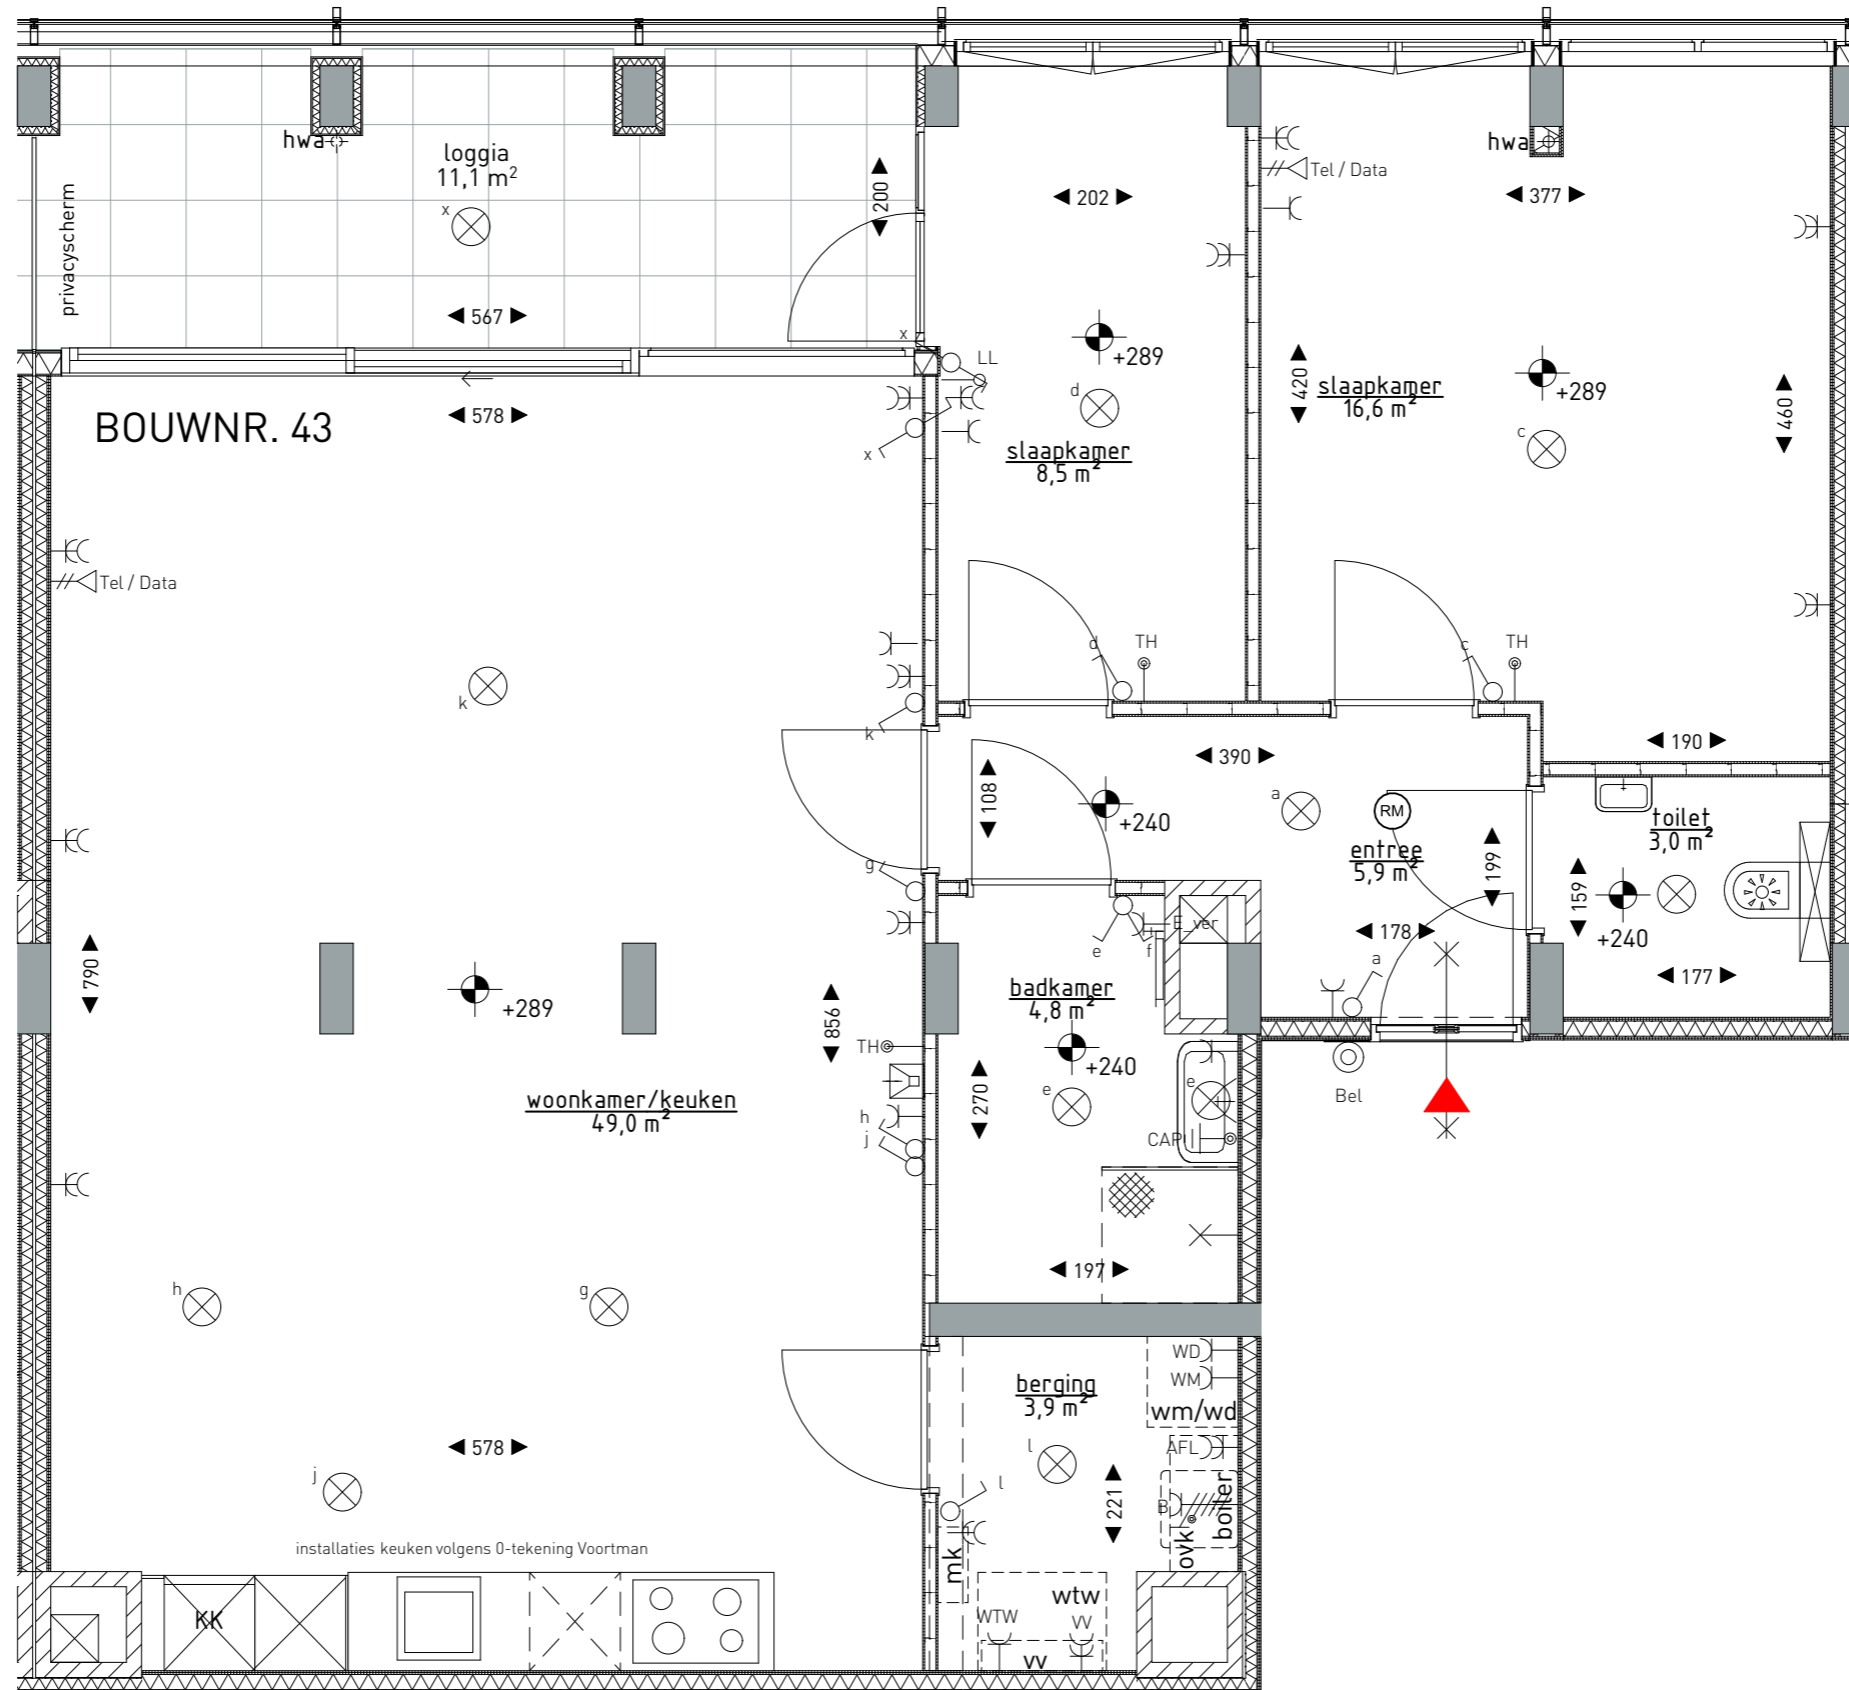 hwa
loggia
11,1 m²
x
200
privacyscherm
567
x
202
hwa
Tel / Data
377
+289
d
slaapkamer
8,5 m²
420
slaapkamer
16,6 m²
+289
c
460
LL
BOUWNR. 43
578
x
Tel / Data
k
k
d
TH
c
TH
390
190
108
+240
a
RM
entree
5,9 m²
199
toilet
3,0 m²
159
+240
177
178
a
g
E_ver
e
f
badkamer
4,8 m²
+240
790
+289
856
TH
woonkamer/keuken
49,0 m²
h
j
270
e
e
CAP
Bel
197
h
g
WD
WM
wm/wd
berging
3,9 m²
l
AFL
578
j
l
221
B
boiler
ovk
installaties keuken volgens 0-tekening Voortman
mk
KK
wtw
WTW
VV
vv